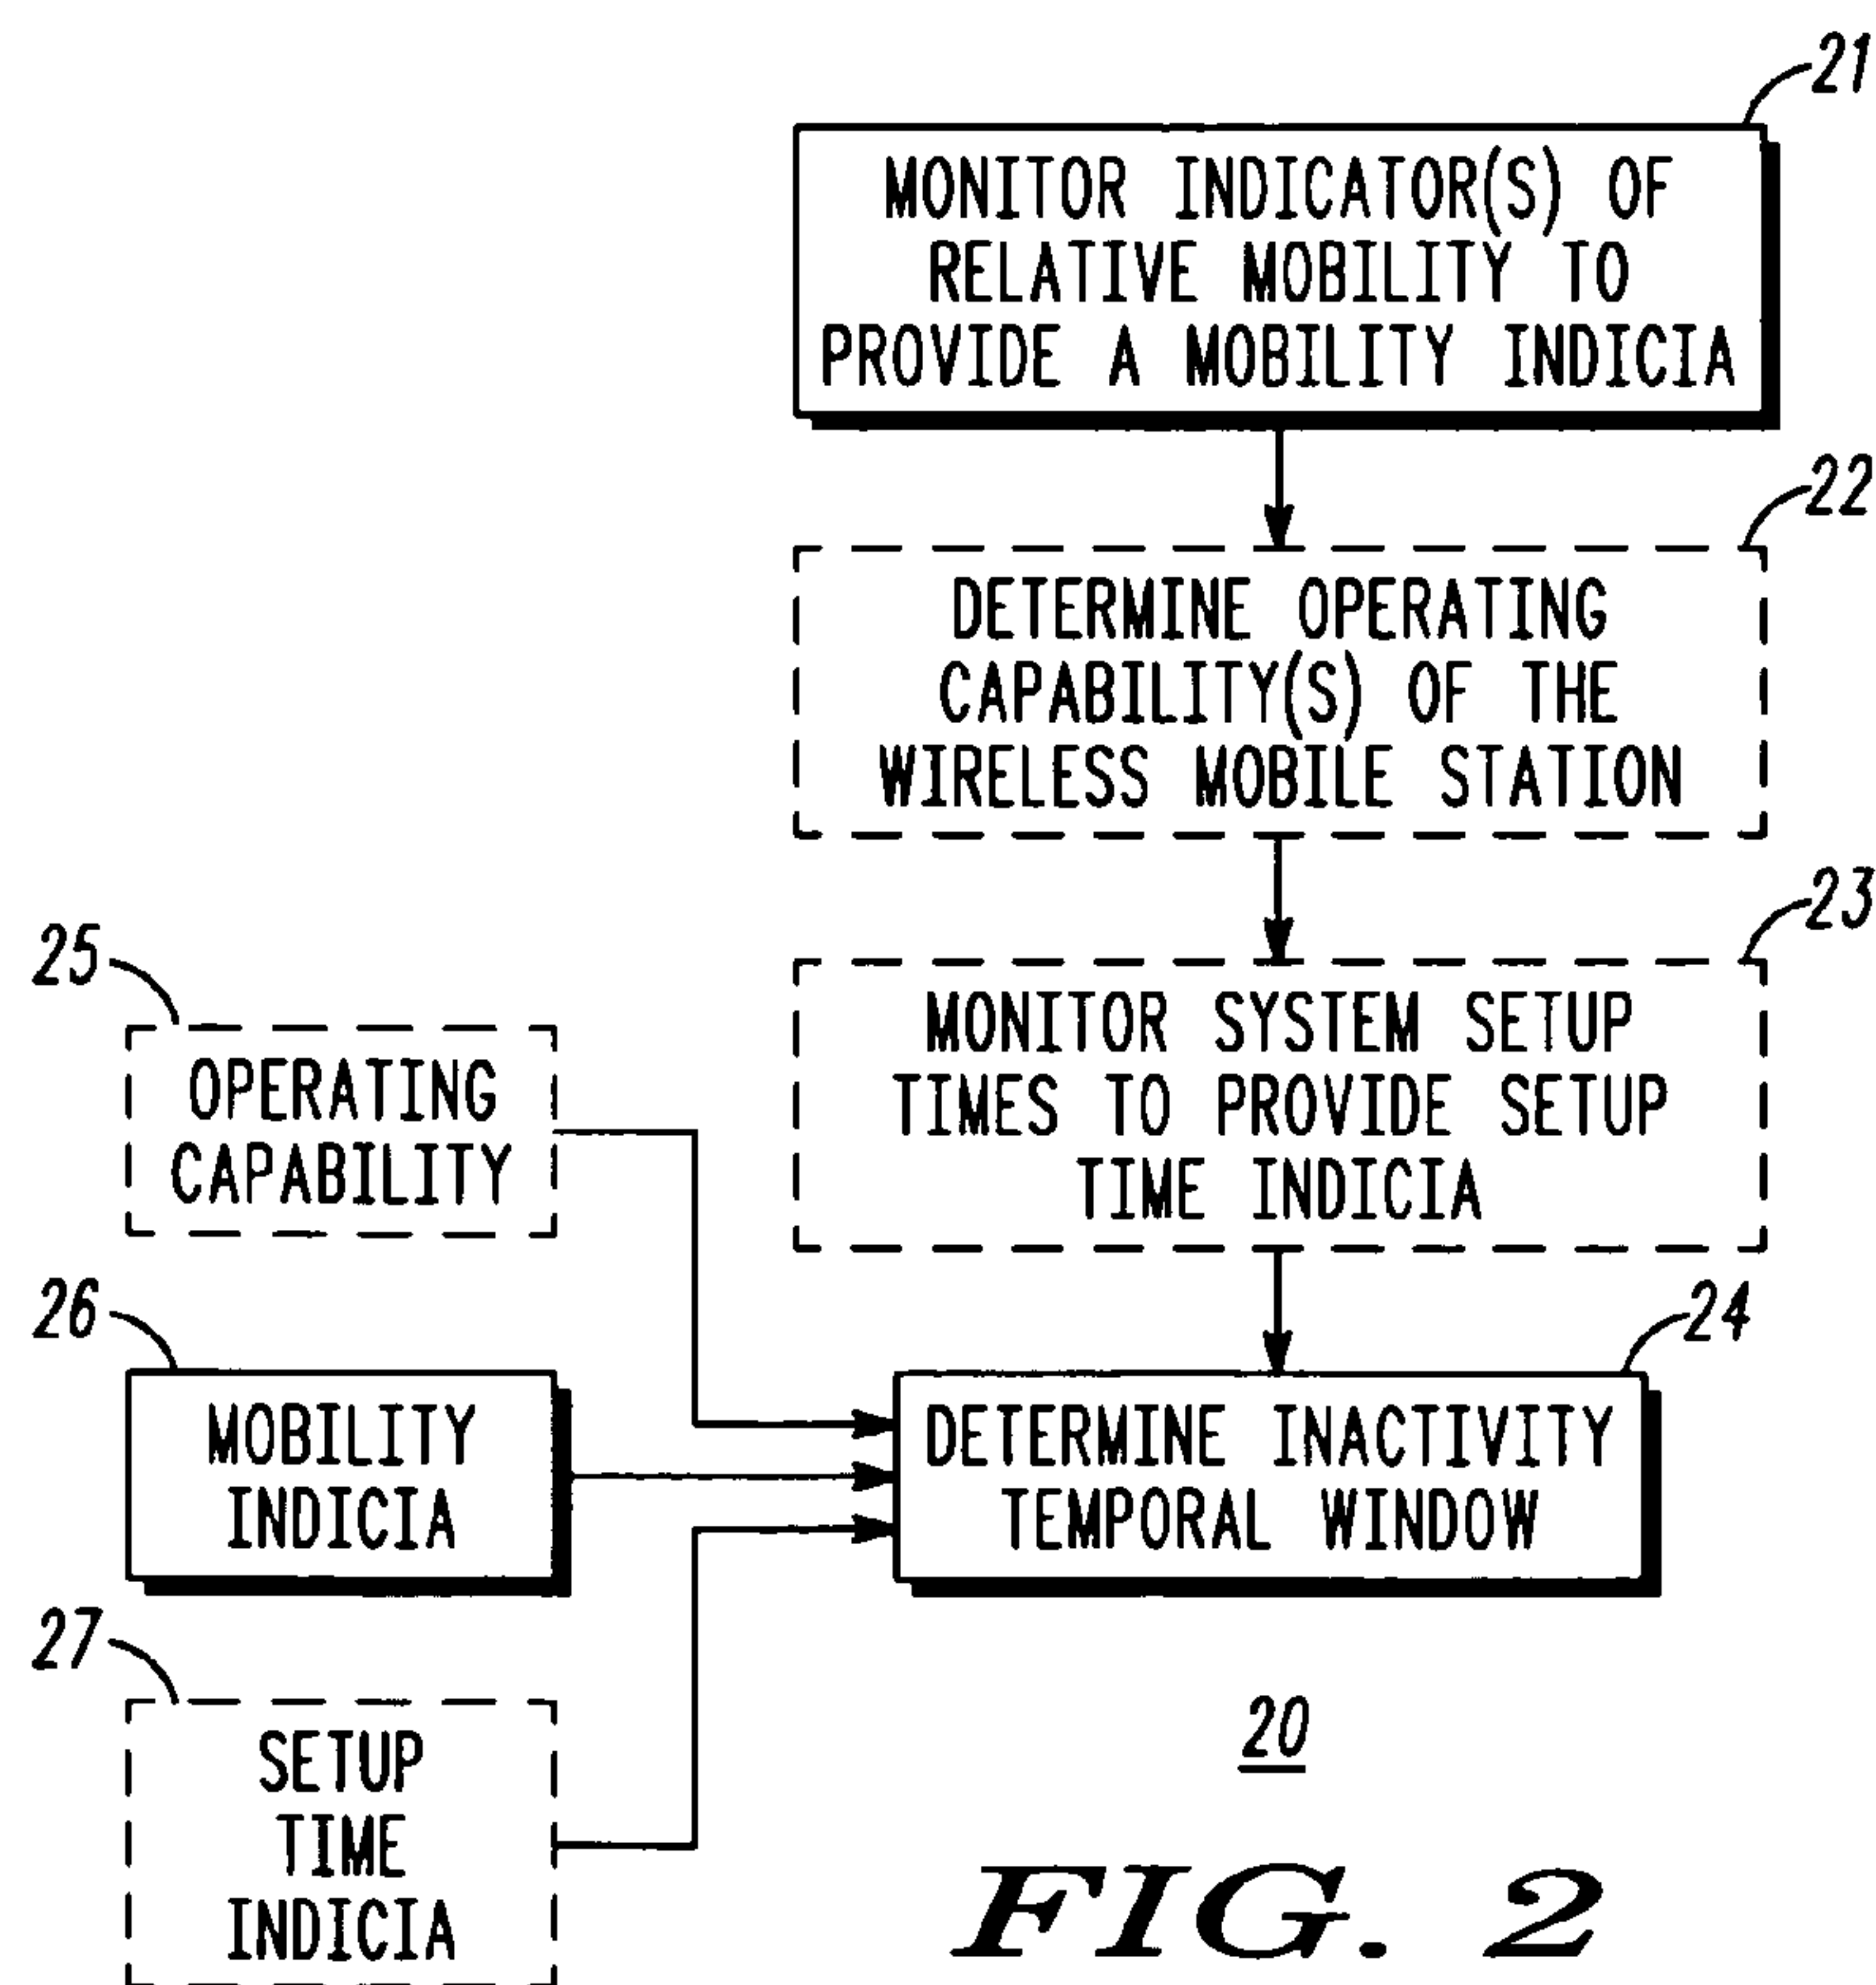 21
MONITOR INDICATOR(S) OF
RELATIVE MOBILITY TO
PROVIDE A MOBILITY INDICIA
22
DETERMINE OPERATING
CAPABILITY(S) OF THE
WIRELESS MOBILE STATION
23
MONITOR SYSTEM SETUP
TIMES TO PROVIDE SETUP
TIME INDICIA
25
OPERATING
CAPABILITY
26
MOBILITY
INDICIA
24
DETERMINE INACTIVITY
TEMPORAL WINDOW
27
SETUP
TIME
INDICIA
20
FIG. 2